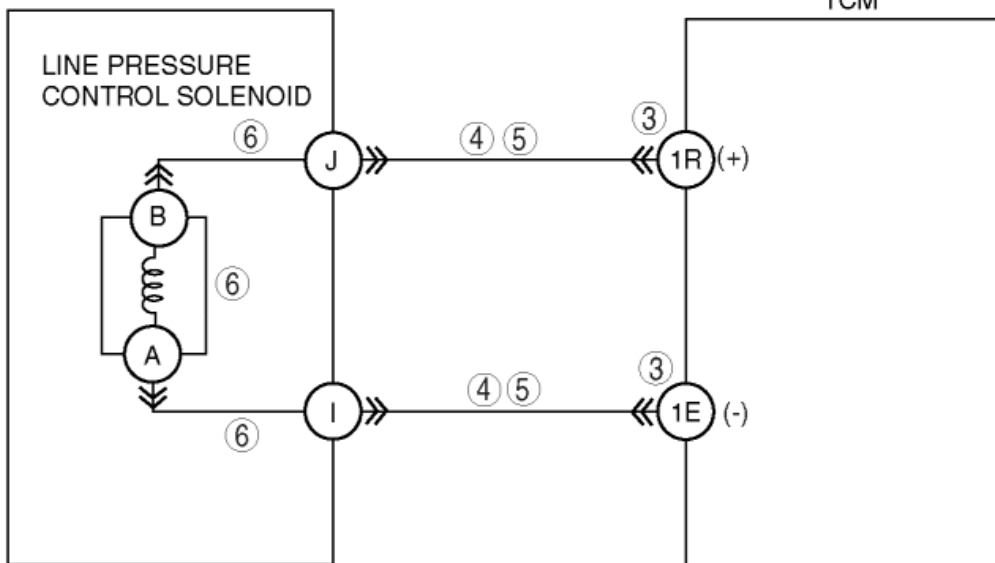 TCM
LINE PRESSURE
CONTROL SOLENOID
⑥ J ④ ⑤ ③ 1R (+)
B
⑥
A
⑥ I ④ ⑤ ③ 1E (-)